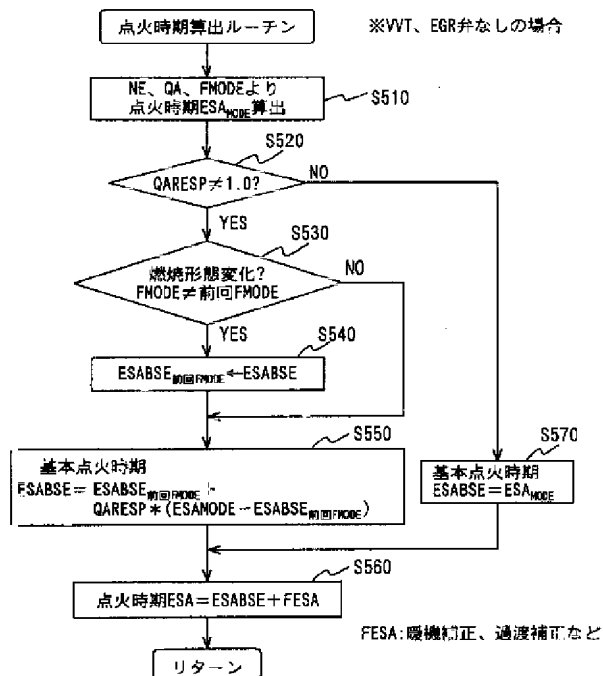 点火時期算出ルーチン
※VVT、EGR弁なしの場合
NE、QA、FMODEより
点火時期ESAMODE算出
S510
S520
QARESP≠1.0?
NO
YES
S530
燃焼形態変化?
FMODE≠前回FMODE
NO
YES
S540
ESABSE前回FMODE←ESABSE
S550
基本点火時期
ESABSE=ESABSE前回FMODE+
QARESP*(ESAMODE-ESABSE前回FMODE)
S570
基本点火時期
ESABSE=ESAMODE
S560
点火時期ESA=ESABSE+FESA
FESA:暖機補正、過渡補正など
リターン